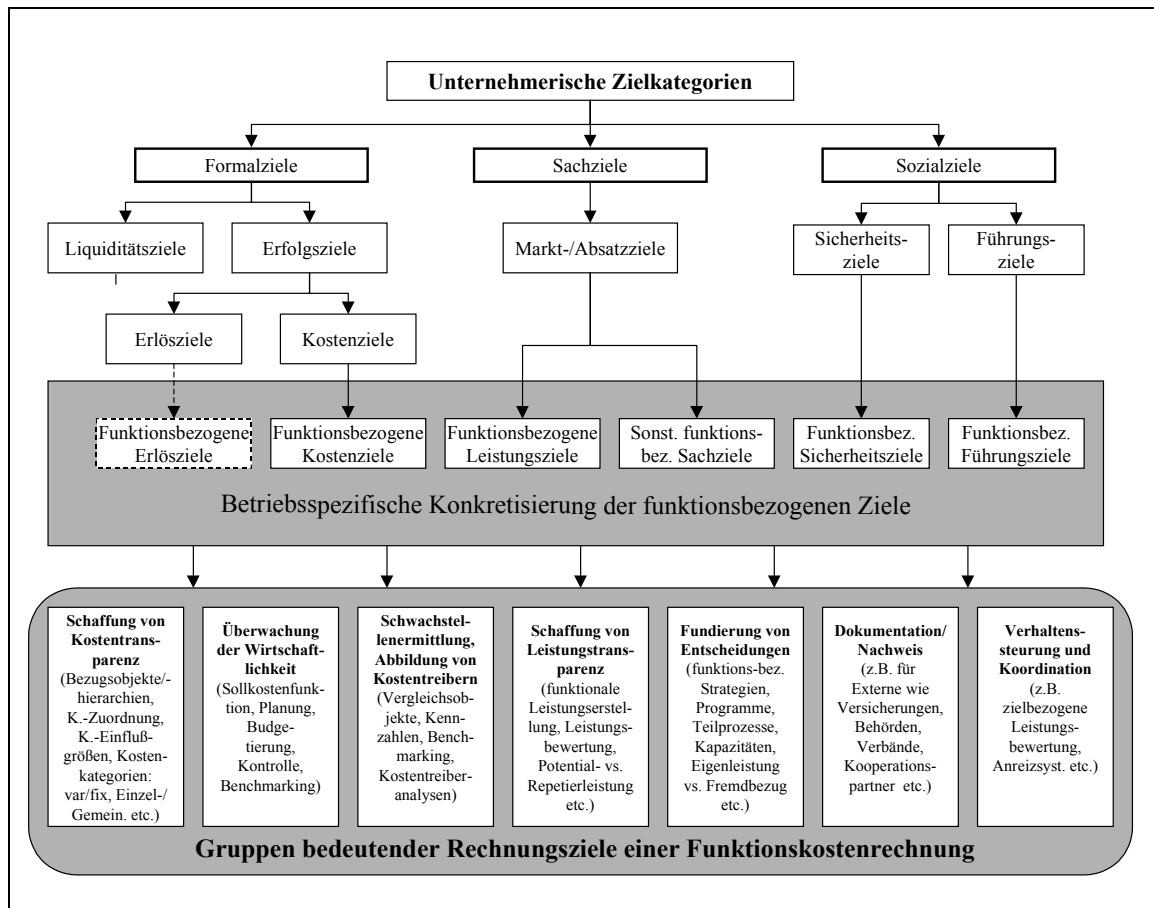 Unternehmerische Zielkategorien
Formalziele
Sachziele
Sozialziele
Liquiditätsziele
Erfolgsziele
Markt-/Absatzziele
Sicherheits-
ziele
Führungs-
ziele
Erlösziele
Kostenziele
Funktionsbezogene
Erlösziele
Funktionsbezogene
Kostenziele
Funktionsbezogene
Leistungsziele
Sonst. funktions-
bez. Sachziele
Funktionsbez.
Sicherheitsziele
Funktionsbez.
Führungsziele
Betriebsspezifische Konkretisierung der funktionsbezogenen Ziele
Schaffung von
Kostentrans-
parenz
(Bezugsobjekte/-
hierarchien,
K.-Zuordnung,
K.-Einfluß-
größen, Kosten-
kategorien:
var/fix, Einzel-/
Gemein. etc.)
Überwachung
der Wirtschaft-
lichkeit
(Sollkostenfunk-
tion, Planung,
Budge-
tierung,
Kontrolle,
Benchmarking)
Schwachstel-
lenermittlung,
Abbildung von
Kostentreibern
(Vergleichsob-
jekte, Kenn-
zahlen, Bench-
marking,
Kostentreiber-
analysen)
Schaffung von
Leistungstrans-
parenz
(funktionale
Leistungserstel-
lung, Leistungs-
bewertung,
Potential- vs.
Repetierleistung
etc.)
Fundierung von
Entscheidungen
(funktions-bez.
Strategien,
Programme,
Teilprozesse,
Kapazitäten,
Eigenleistung
vs. Fremdbezug
etc.)
Dokumentation/
Nachweis
(z.B. für
Externe wie
Versicherungen,
Behörden,
Verbände,
Kooperations-
partner etc.)
Verhaltens-
steurung und
Koordination
(z.B.
zielbezogene
Leistungs-
bewertung,
Anreizsyst. etc.)
Gruppen bedeutender Rechnungsziele einer Funktionskostenrechnung